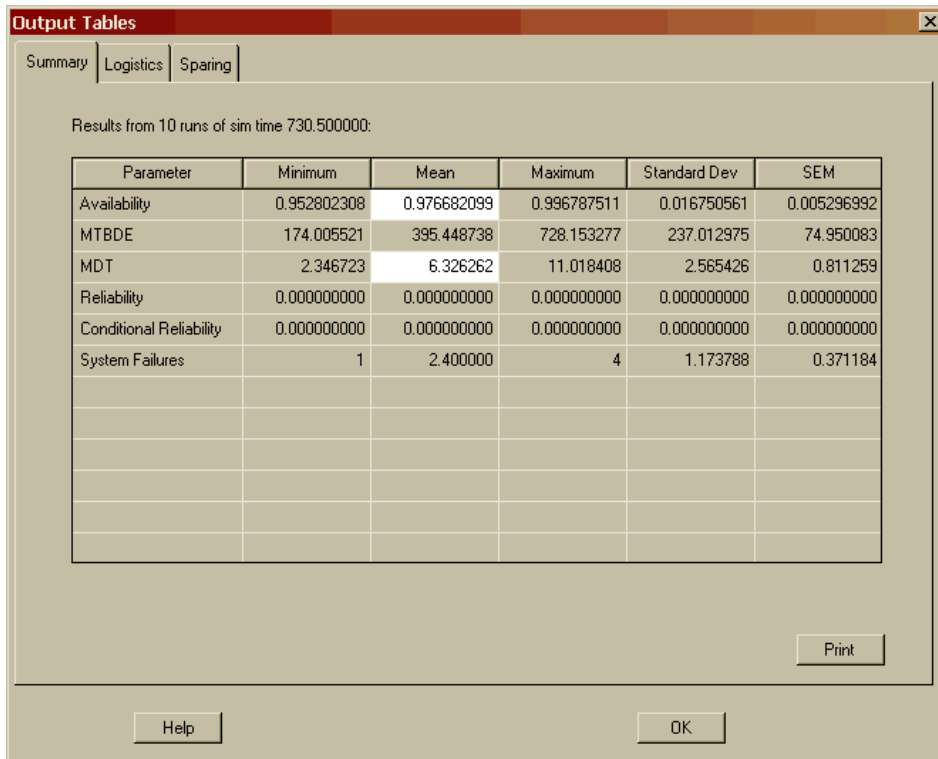 Output Tables
Summary Logistics Sparing
Results from 10 runs of sim time 730.500000:
Parameter Minimum Mean Maximum Standard Dev SEM
Availability 0.952802308 0.976682099 0.996787511 0.016750561 0.005296992
MTBDE 174.005521 395.448738 728.153277 237.012975 74.950083
MDT 2.346723 6.326262 11.018408 2.565426 0.811259
Reliability 0.000000000 0.000000000 0.000000000 0.000000000 0.000000000
Conditional Reliability 0.000000000 0.000000000 0.000000000 0.000000000 0.000000000
System Failures 1 2.400000 4 1.173788 0.371184
Print
Help OK